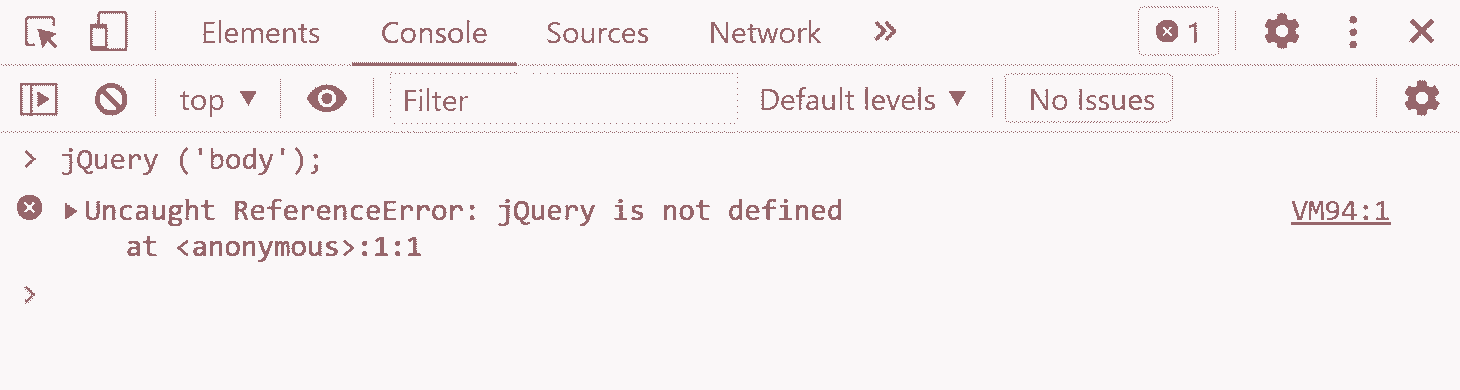 Elements Console Sources Network 1
top Filter Default levels No Issues
> jQuery ('body');
Uncaught ReferenceError: jQuery is not defined VM94:1
at <anonymous>:1:1
>